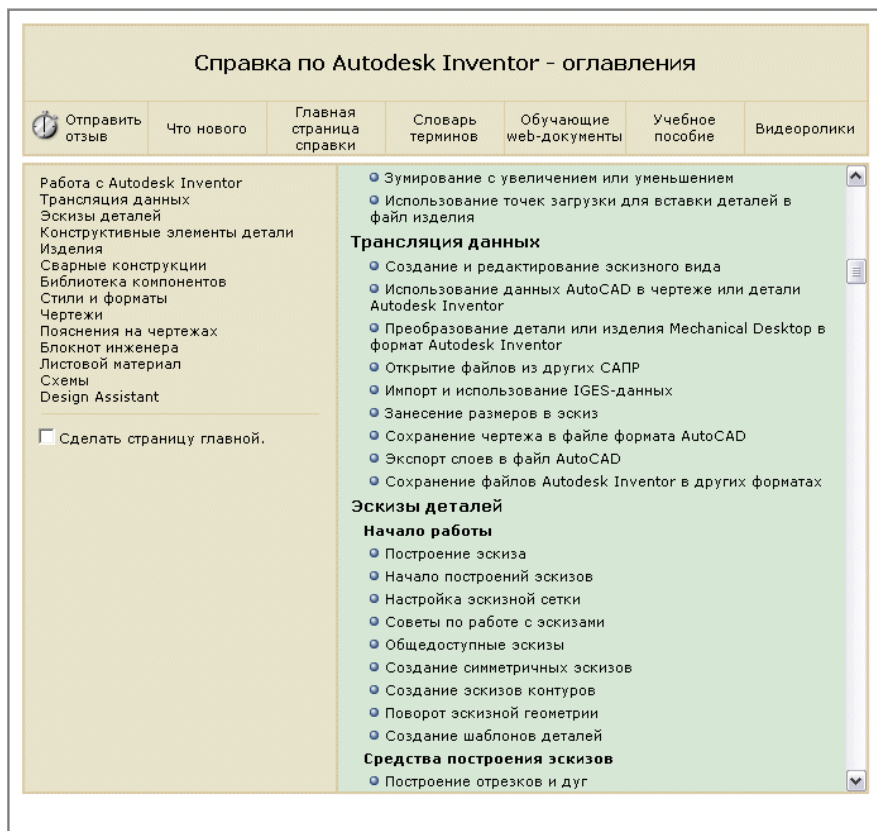 Справка по Autodesk Inventor - оглавления
Отправить
отзыв
Что нового
Главная
страница
справки
Словарь
терминов
Обучающие
web-документы
Учебное
пособие
Видеоролики
Работа с Autodesk Inventor
Трансляция данных
Эскизы деталей
Конструктивные элементы детали
Изделия
Сварные конструкции
Библиотека компонентов
Стили и форматы
Чертежи
Пояснения на чертежах
Блокнот инженера
Листовой материал
Схемы
Design Assistant
Сделать страницу главной.
Зумирование с увеличением или уменьшением
Использование точек загрузки для вставки деталей в
файл изделия
Трансляция данных
Создание и редактирование эскизного вида
Использование данных AutoCAD в чертеже или детали
Autodesk Inventor
Преобразование детали или изделия Mechanical Desktop в
формат Autodesk Inventor
Открытие файлов из других САПР
Импорт и использование IGES-данных
Занесение размеров в эскиз
Сохранение чертежа в файле формата AutoCAD
Экспорт слоев в файл AutoCAD
Сохранение файлов Autodesk Inventor в других форматах
Эскизы деталей
Начало работы
Построение эскиза
Начало построений эскизов
Настройка эскизной сетки
Советы по работе с эскизами
Общедоступные эскизы
Создание симметричных эскизов
Создание эскизов контуров
Поворот эскизной геометрии
Создание шаблонов деталей
Средства построения эскизов
Построение отрезков и дуг